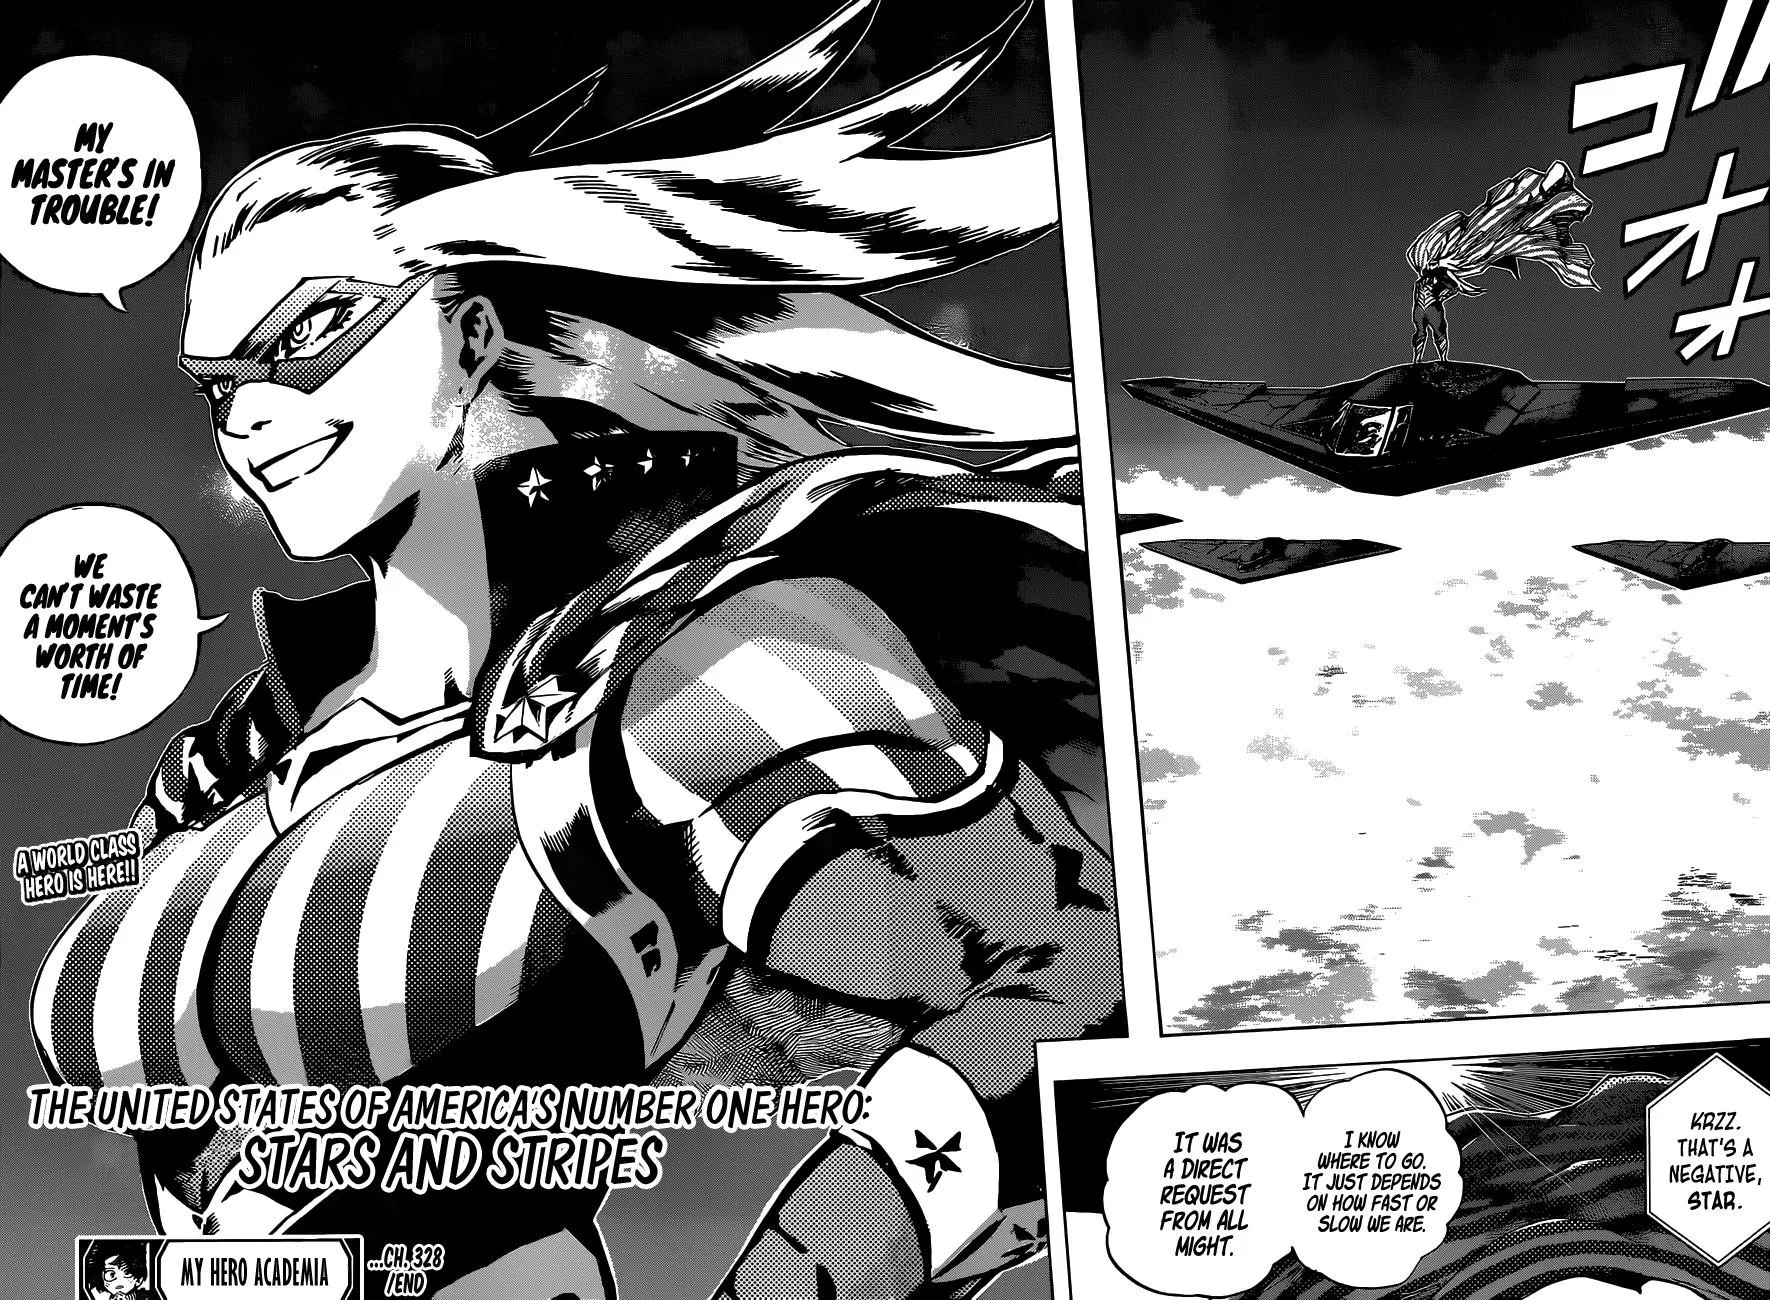 ゴオオ
KRZZ.
THAT'S A
NEGATIVE,
STAR.
I KNOW
WHERE TO GO.
IT JUST DEPENDS
ON HOW FAST OR
SLOW WE ARE.
IT WAS
A DIRECT
REQUEST
FROM ALL
MIGHT.
MY
MASTER'S IN
TROUBLE!
WE
CAN'T WASTE
A MOMENT'S
WORTH OF
TIME!
A WORLD CLASS
HERO IS HERE!!
THE UNITED STATES OF AMERICA'S NUMBER ONE HERO:
STARS AND STRIPES
MY HERO ACADEMIA
...CH. 328
/END